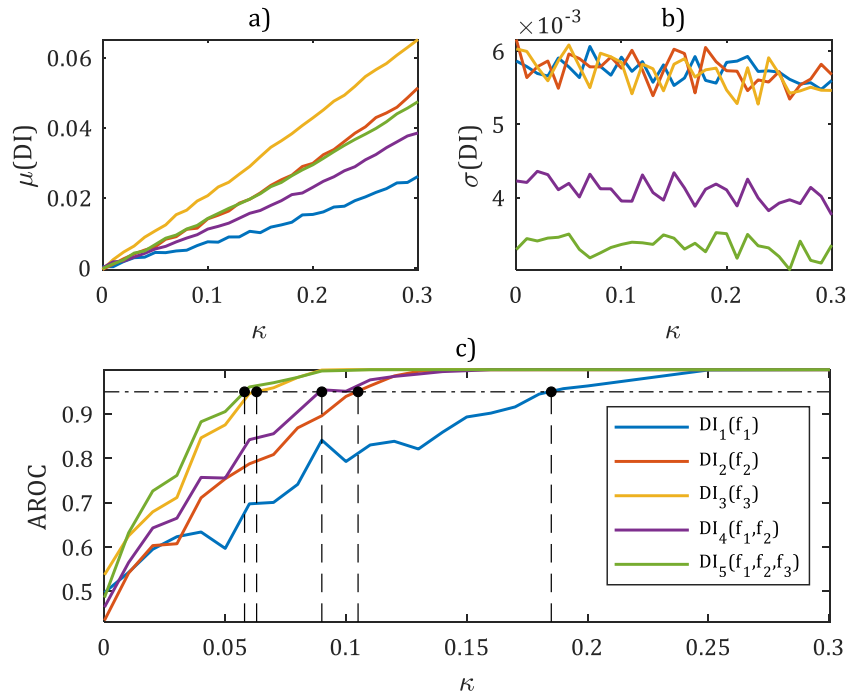 a)
0.06
0.04
0.02
0
μ(DI)
0
0.1
0.2
0.3
κ
b)
×10⁻³
6
5
4
σ(DI)
0
0.1
0.2
0.3
κ
c)
0.9
0.8
0.7
0.6
0.5
AROC
0
0.05
0.1
0.15
0.2
0.25
0.3
κ
DI₁(f₁)
DI₂(f₂)
DI₃(f₃)
DI₄(f₁,f₂)
DI₅(f₁,f₂,f₃)